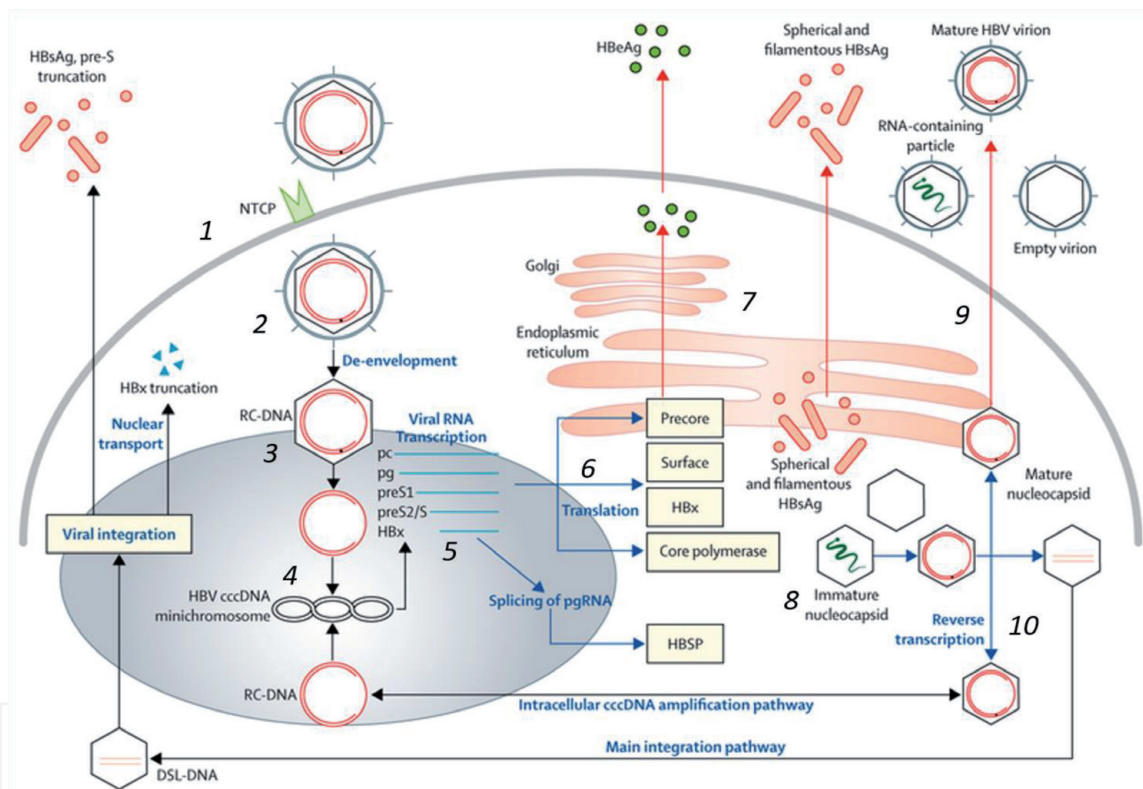 HBsAg, pre-S
truncation
HBeAg
Spherical and
filamentous HBsAg
Mature HBV virion
RNA-containing
particle
Empty virion
NTCP
1
2
De-envelopment
HBx truncation
Nuclear
transport
RC-DNA
3
Viral RNA
Transcription
pc
pg
preS1
preS2/S
HBx
4
5
HBV cccDNA
minichromosome
Viral integration
Splicing of pgRNA
HBSP
RC-DNA
DSL-DNA
Golgi
7
Endoplasmic
reticulum
9
6
Translation
Precore
Surface
HBx
Core polymerase
Spherical
and filamentous
HBsAg
Mature
nucleocapsid
8
Immature
nucleocapsid
Reverse
transcription
10
Intracellular cccDNA amplification pathway
Main integration pathway